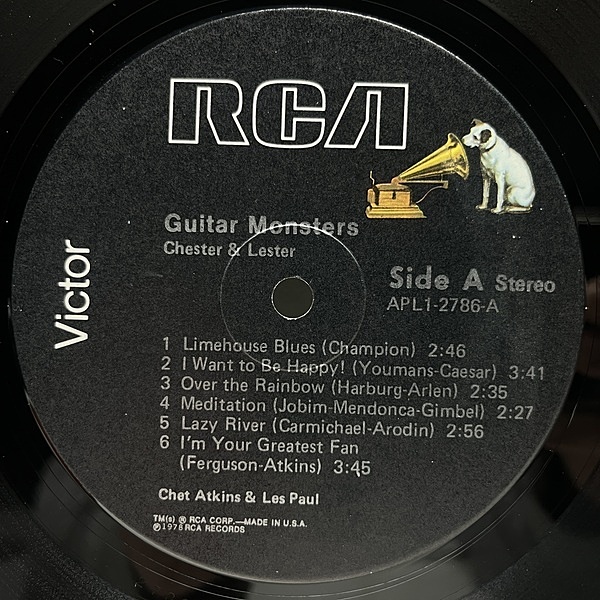 RCA
Victor
Guitar Monsters
Chester & Lester
Side A Stereo
APL1-2786-A
1 Limehouse Blues (Champion) 2:46
2 I Want to Be Happy! (Youmans-Caesar) 3:41
3 Over the Rainbow (Harburg-Arlen) 2:35
4 Meditation (Jobim-Mendonca-Gimbel) 2:27
5 Lazy River (Carmichael-Arodin) 2:56
6 I'm Your Greatest Fan
(Ferguson-Atkins) 3:45
Chet Atkins & Les Paul
TM(s) ® RCA CORP.—MADE IN U.S.A.
℗ 1978 RCA RECORDS